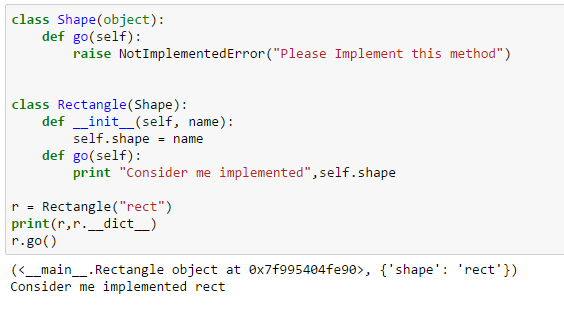 class Shape(object):
    def go(self):
        raise NotImplementedError("Please Implement this method")
class Rectangle(Shape):
    def __init__(self, name):
        self.shape = name
    def go(self):
        print "Consider me implemented",self.shape
r = Rectangle("rect")
print(r,r.__dict__)
r.go()
(<__main__.Rectangle object at 0x7f995404fe90>, {'shape': 'rect'})
Consider me implemented rect